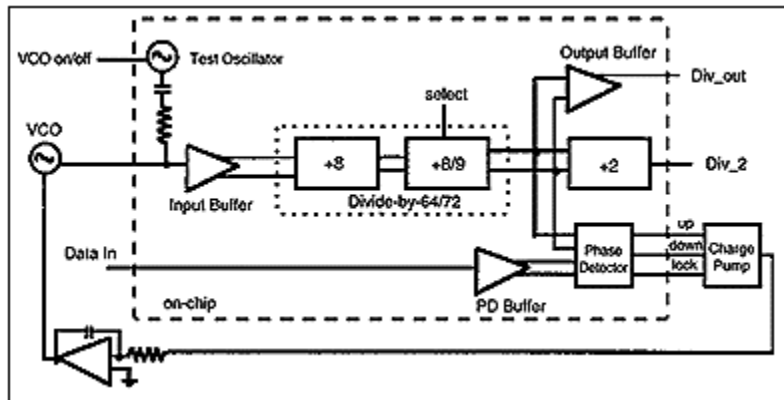 VCO on/off
Test Oscillator
Output Buffer
Div_out
select
VCO
÷8
÷8/9
÷2
Div_2
Input Buffer
Divide-by-64/72
up
Data In
Phase
Detector
down
Charge
Pump
lock
on-chip
PD Buffer